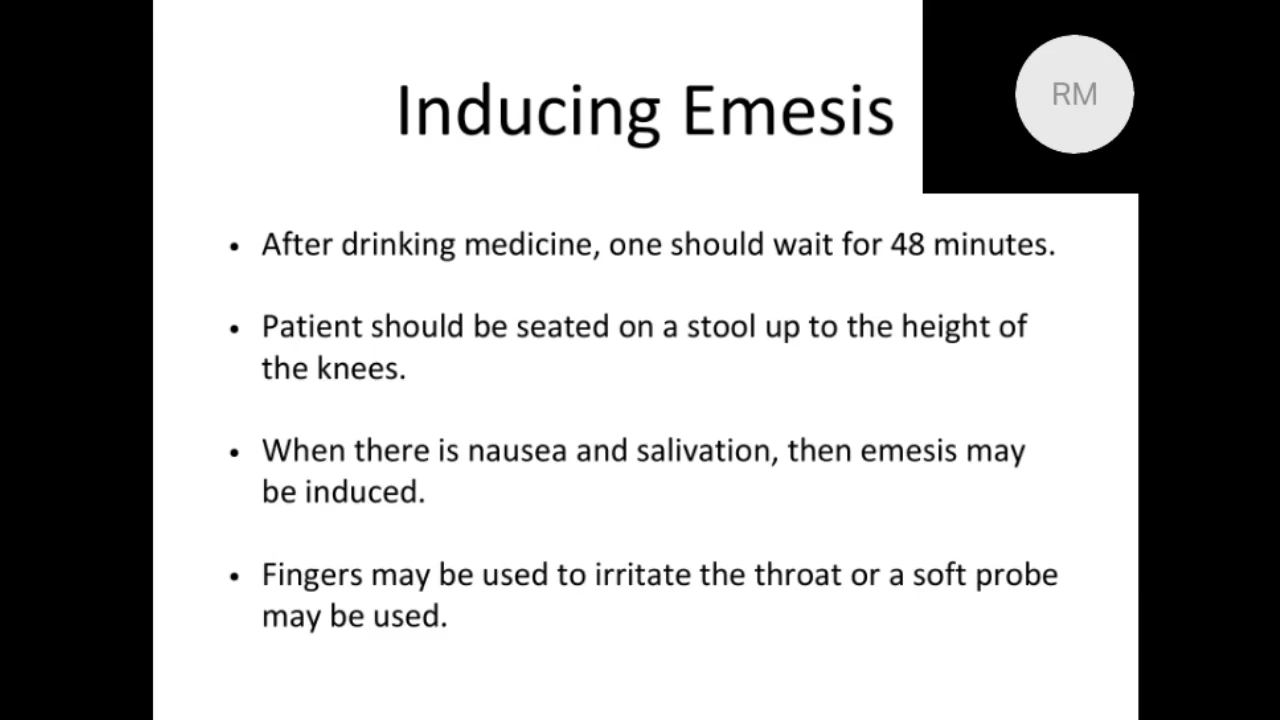 Inducing Emesis
RM
• After drinking medicine, one should wait for 48 minutes.
• Patient should be seated on a stool up to the height of
the knees.
• When there is nausea and salivation, then emesis may
be induced.
• Fingers may be used to irritate the throat or a soft probe
may be used.